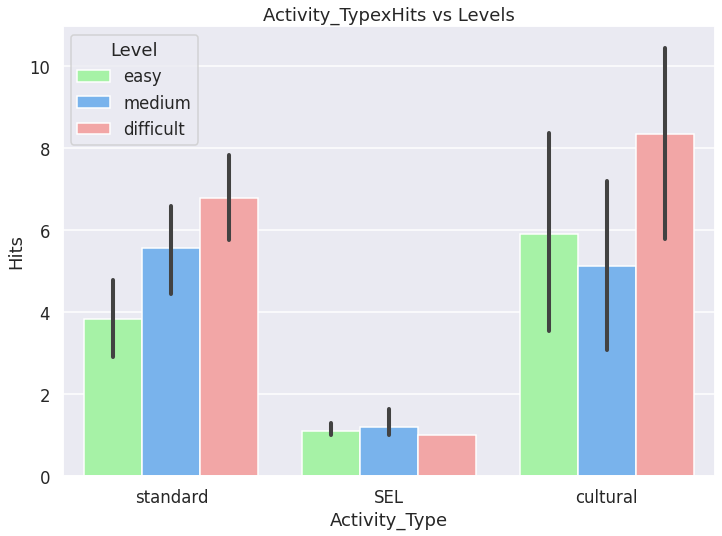 Activity_TypexHits vs Levels
Level
easy
medium
difficult
10
8
6
4
2
0
Hits
standard
SEL
cultural
Activity_Type